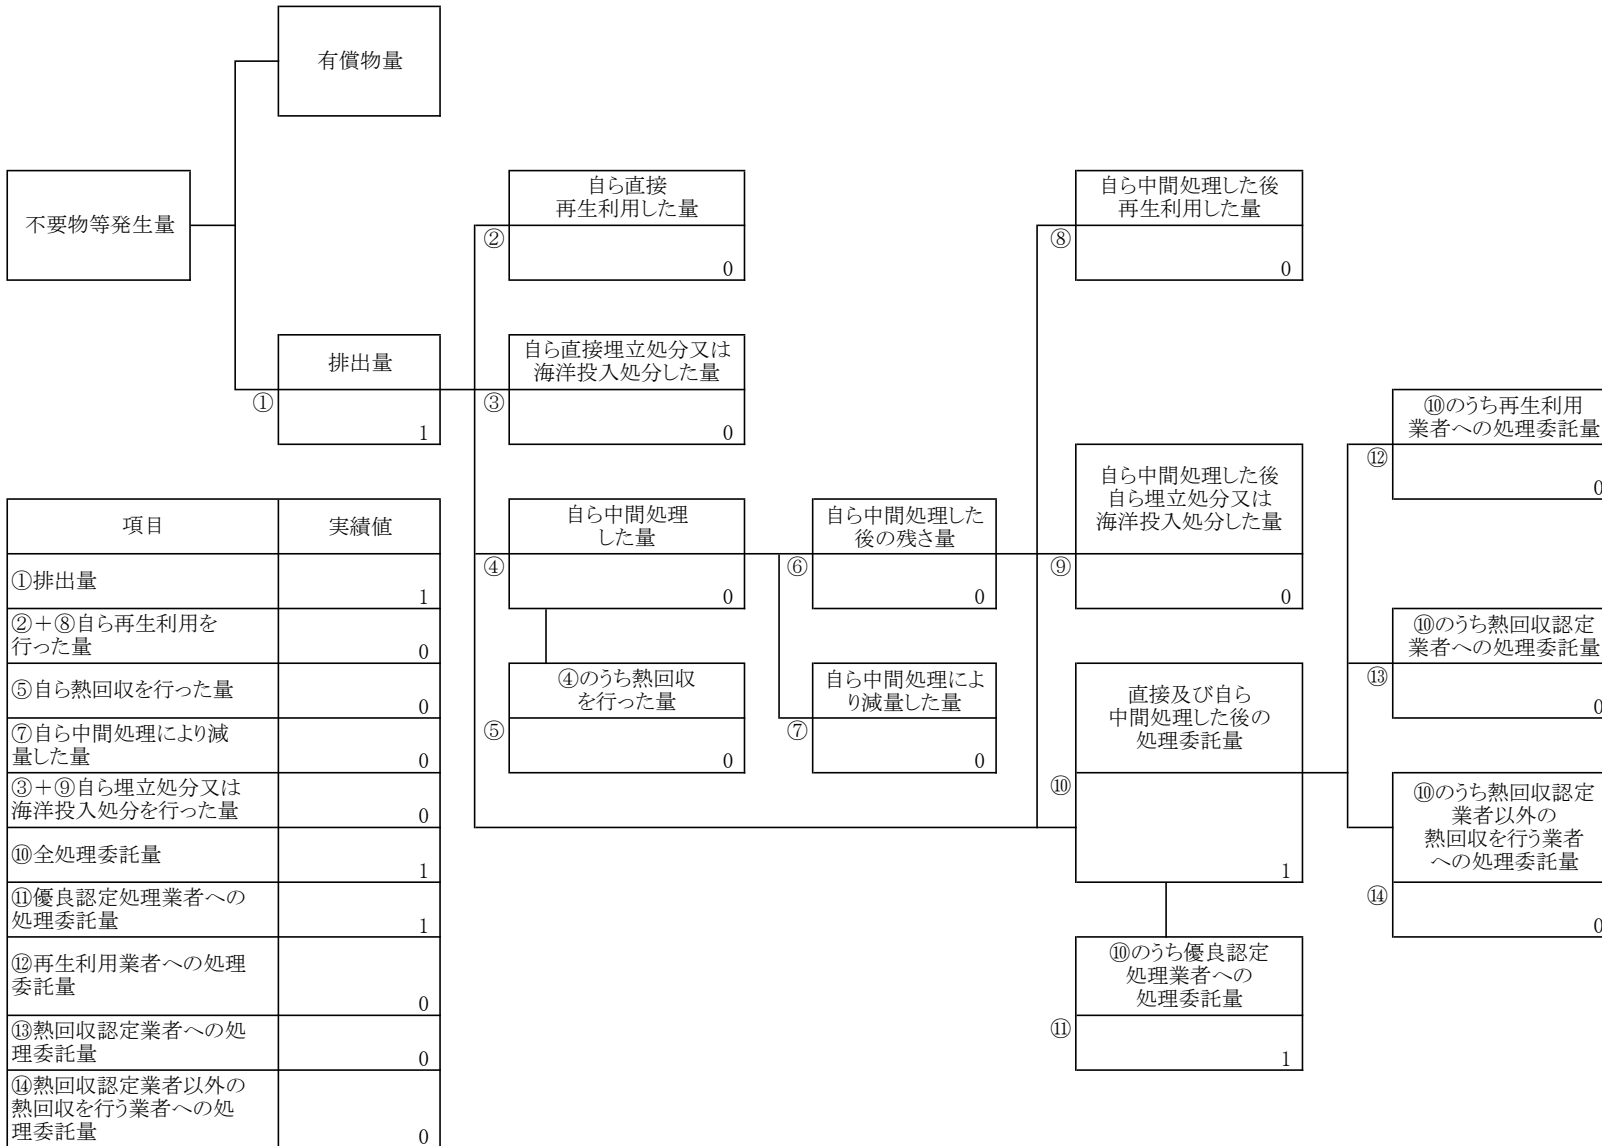 有償物量
不要物等発生量
自ら直接
再生利用した量
②
0
自ら中間処理した後
再生利用した量
⑧
0
排出量
①
1
自ら直接埋立処分又は
海洋投入処分した量
③
0
⑩のうち再生利用
業者への処理委託量
⑫
0
自ら中間処理した後
自ら埋立処分又は
海洋投入処分した量
⑨
0
自ら中間処理
した量
④
0
自ら中間処理した
後の残さ量
⑥
0
⑩のうち熱回収認定
業者への処理委託量
⑬
0
④のうち熱回収
を行った量
⑤
0
自ら中間処理によ
り減量した量
⑦
0
直接及び自ら
中間処理した後の
処理委託量
⑩
1
⑩のうち熱回収認定
業者以外の
熱回収を行う業者
への処理委託量
⑭
0
⑩のうち優良認定
処理業者への
処理委託量
⑪
1
項目 実績値
①排出量
1
②+⑧自ら再生利用を
行った量
0
⑤自ら熱回収を行った量
0
⑦自ら中間処理により減
量した量
0
③+⑨自ら埋立処分又は
海洋投入処分を行った量
0
⑩全処理委託量
1
⑪優良認定処理業者への
処理委託量
1
⑫再生利用業者への処理
委託量
0
⑬熱回収認定業者への処
理委託量
0
⑭熱回収認定業者以外の
熱回収を行う業者への処
理委託量
0